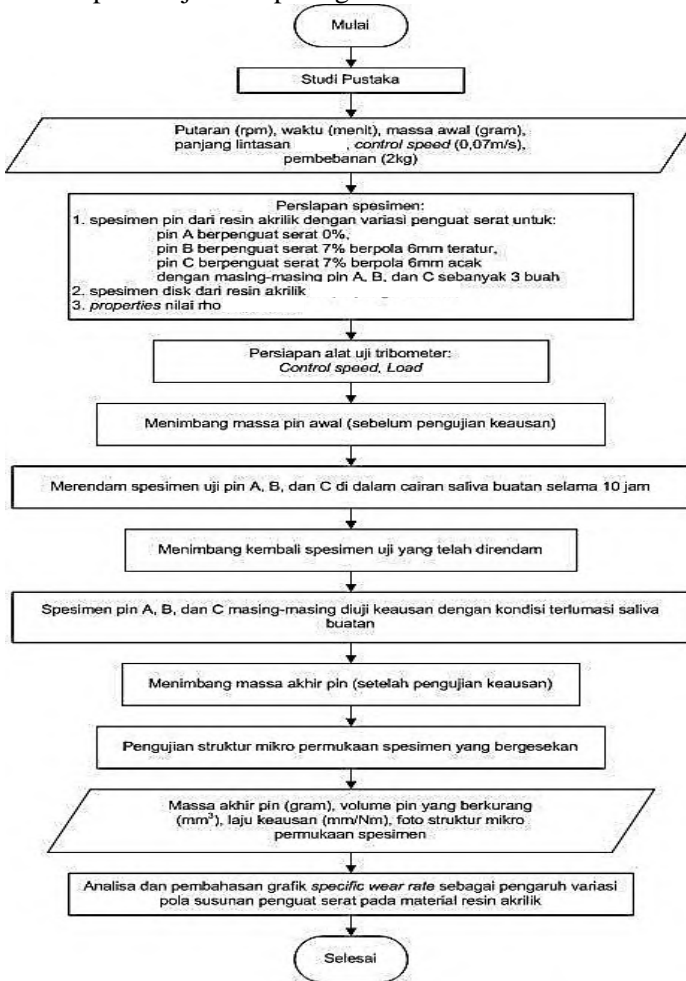 Mulai
Studi Pustaka
Putaran (rpm), waktu (menit), massa awal (gram),
panjang lintasan , control speed (0,07m/s),
pembebanan (2kg)
Persiapan spesimen:
1. spesimen pin dari resin akrilik dengan variasi penguat serat untuk:
pin A berpenguat serat 0%,
pin B berpenguat serat 7% berpola 6mm teratur,
pin C berpenguat serat 7% berpola 6mm acak
dengan masing-masing pin A, B, dan C sebanyak 3 buah
2. spesimen disk dari resin akrilik
3. properties nilai rho
Persiapan alat uji tribometer:
Control speed, Load
Menimbang massa pin awal (sebelum pengujian keausan)
Merendam spesimen uji pin A, B, dan C di dalam cairan saliva buatan selama 10 jam
Menimbang kembali spesimen uji yang telah direndam
Spesimen pin A, B, dan C masing-masing diuji keausan dengan kondisi terlumasi saliva
buatan
Menimbang massa akhir pin (setelah pengujian keausan)
Pengujian struktur mikro permukaan spesimen yang bergesekan
Massa akhir pin (gram), volume pin yang berkurang
(mm³), laju keausan (mm/Nm), foto struktur mikro
permukaan spesimen
Analisa dan pembahasan grafik specific wear rate sebagai pengaruh variasi
pola susunan penguat serat pada material resin akrilik
Selesai